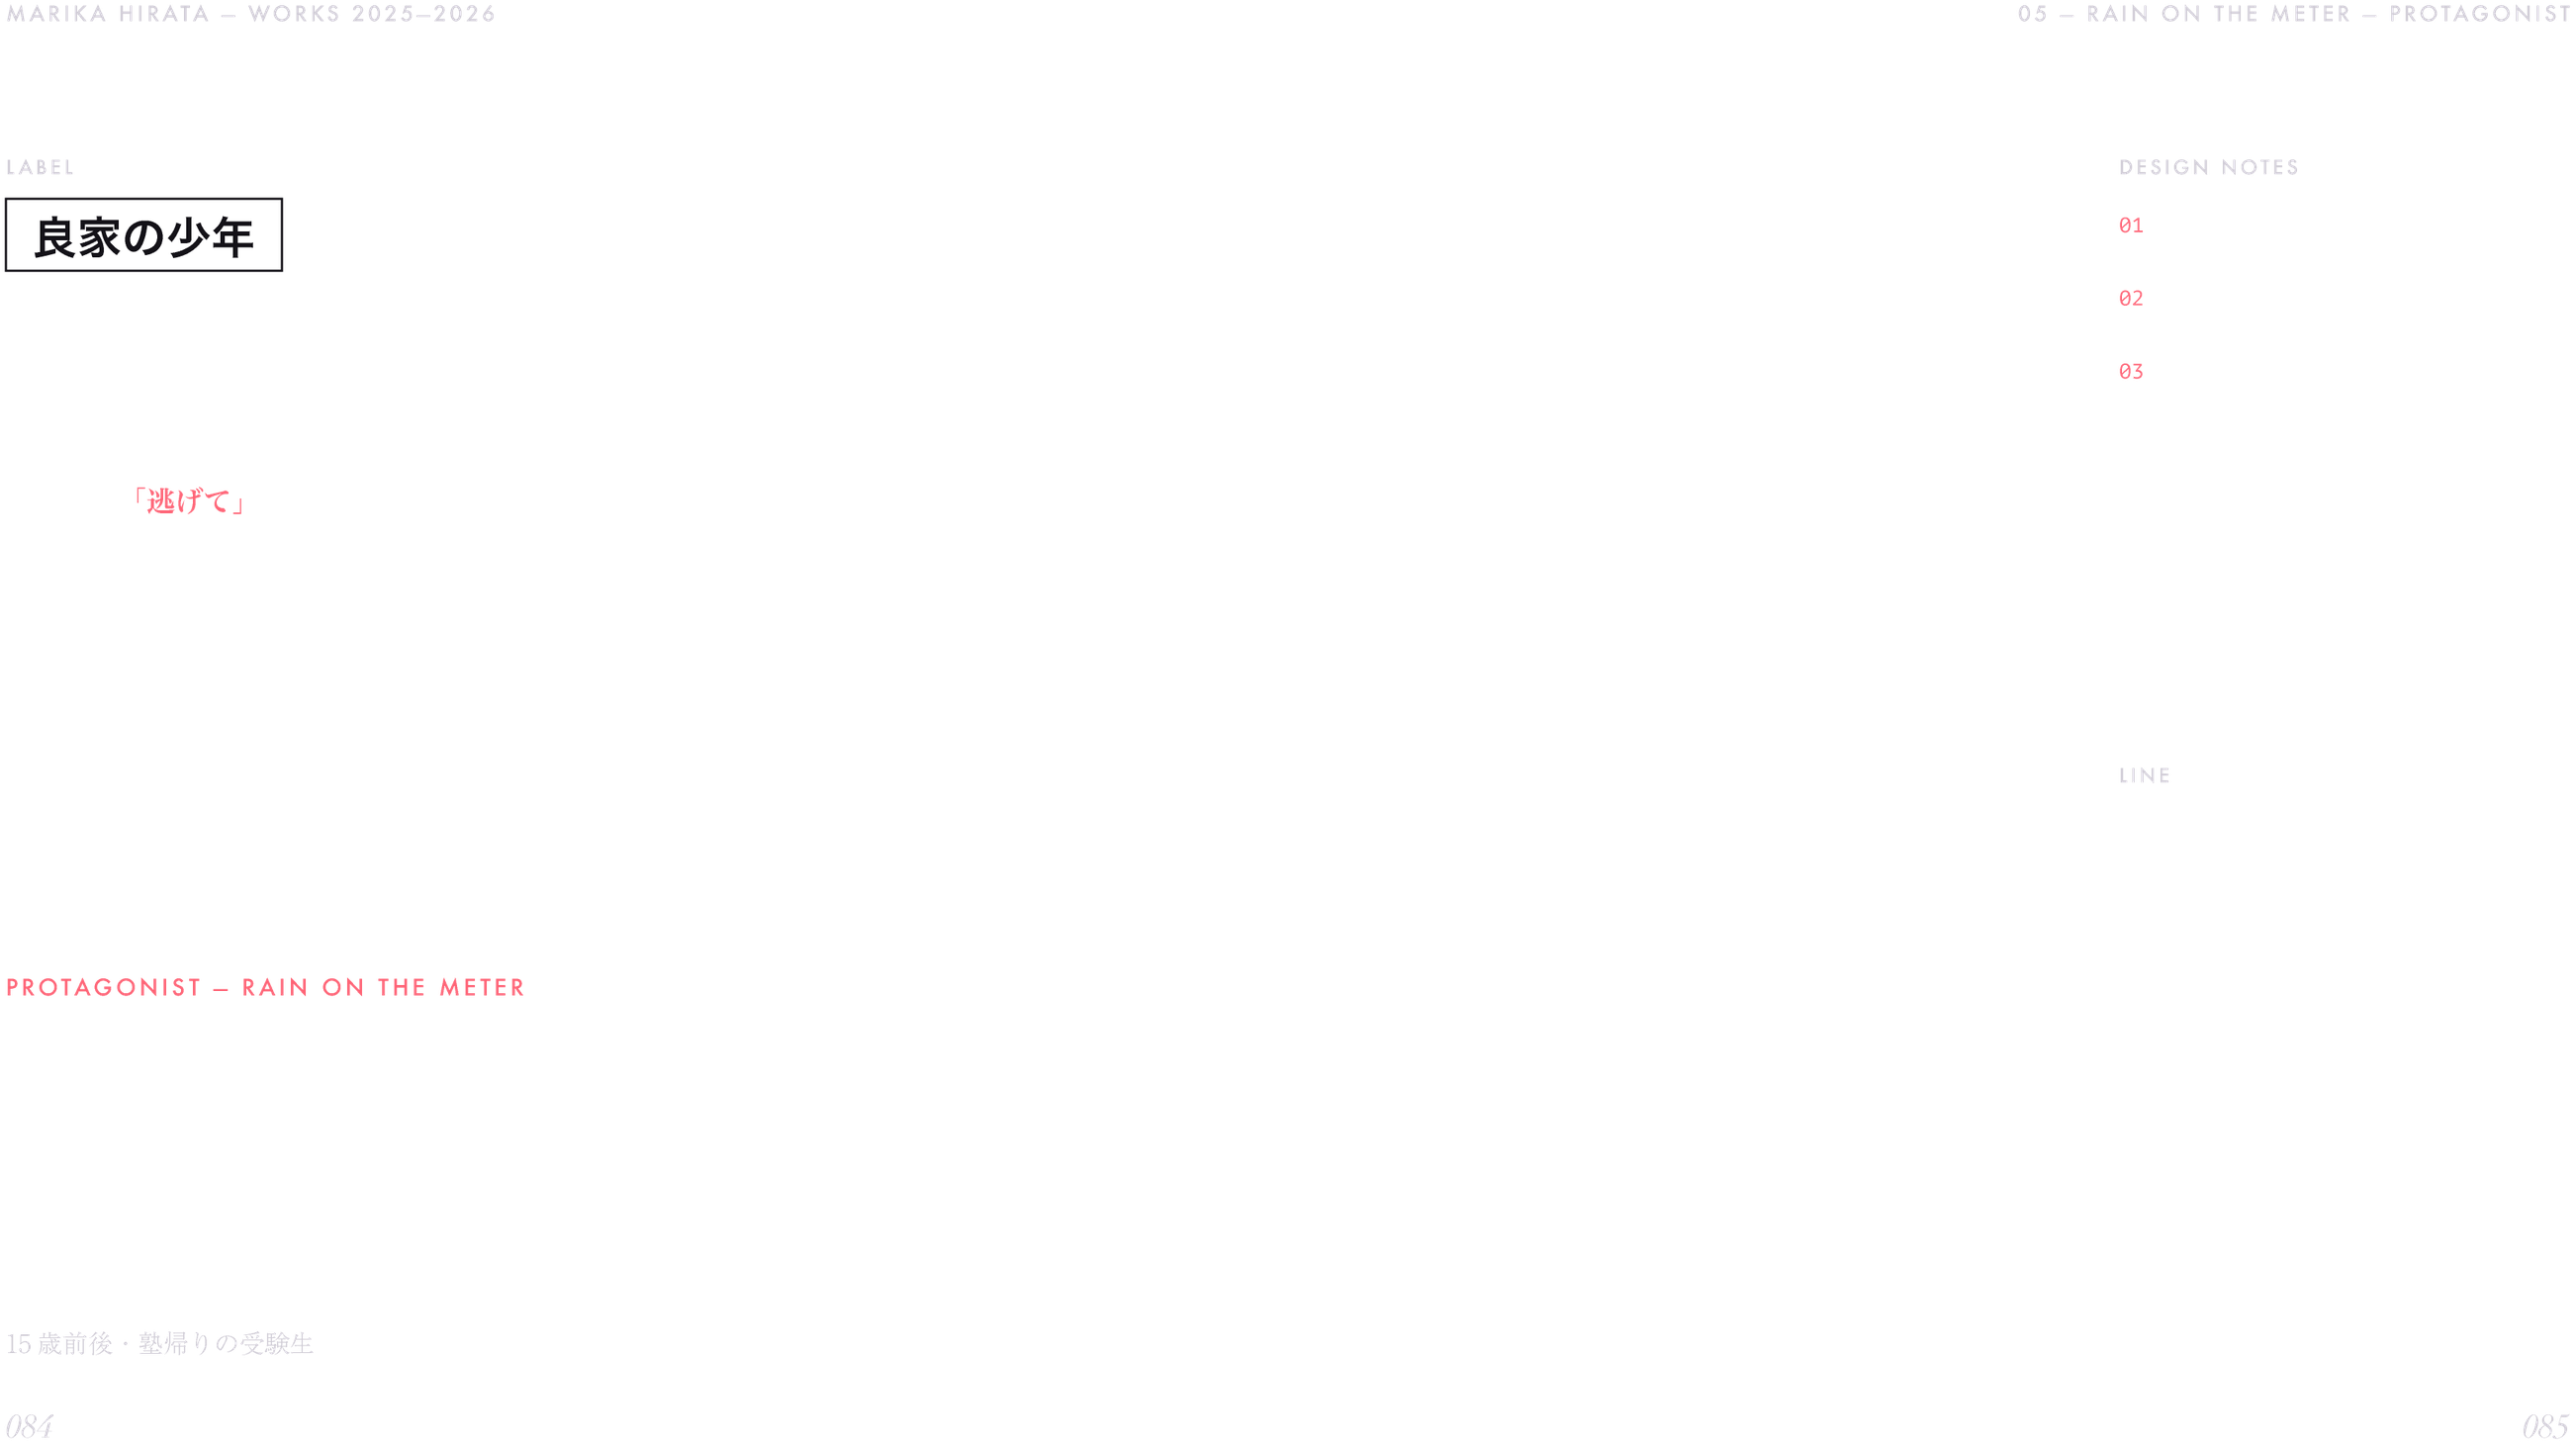 MARIKA HIRATA — WORKS 2025—2026
05 — RAIN ON THE METER — PROTAGONIST
LABEL
良家の少年
「逃げて」
PROTAGONIST — RAIN ON THE METER
15歳前後・塾帰りの受験生
DESIGN NOTES
01
02
03
LINE
084
085